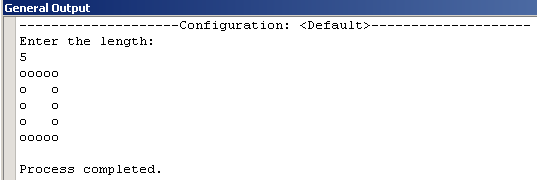 General Output
--------------------Configuration: <Default>--------------------
Enter the length:
5
ooooo
o   o
o   o
o   o
ooooo
Process completed.